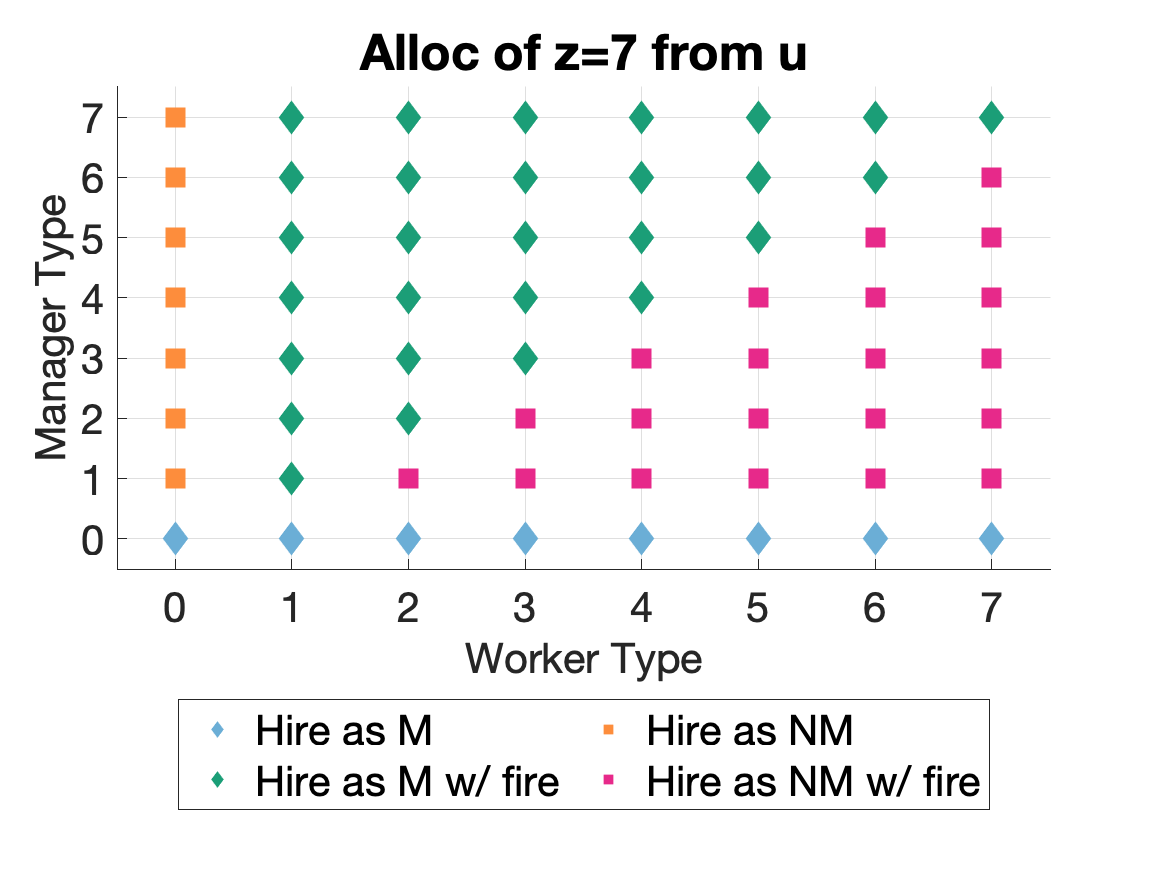 Alloc of z=7 from u
Manager Type
7
6
5
4
3
2
1
0
0 1 2 3 4 5 6 7
Worker Type
Hire as M Hire as NM
Hire as M w/ fire Hire as NM w/ fire